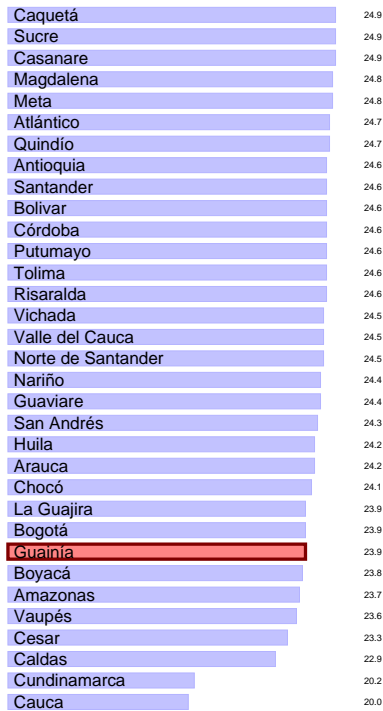 Caquetá 24.9
Sucre 24.9
Casanare 24.9
Magdalena 24.8
Meta 24.8
Atlántico 24.7
Quindío 24.7
Antioquia 24.6
Santander 24.6
Bolivar 24.6
Córdoba 24.6
Putumayo 24.6
Tolima 24.6
Risaralda 24.6
Vichada 24.5
Valle del Cauca 24.5
Norte de Santander 24.5
Nariño 24.4
Guaviare 24.4
San Andrés 24.3
Huila 24.2
Arauca 24.2
Chocó 24.1
La Guajira 23.9
Bogotá 23.9
Guainía 23.9
Boyacá 23.8
Amazonas 23.7
Vaupés 23.6
Cesar 23.3
Caldas 22.9
Cundinamarca 20.2
Cauca 20.0